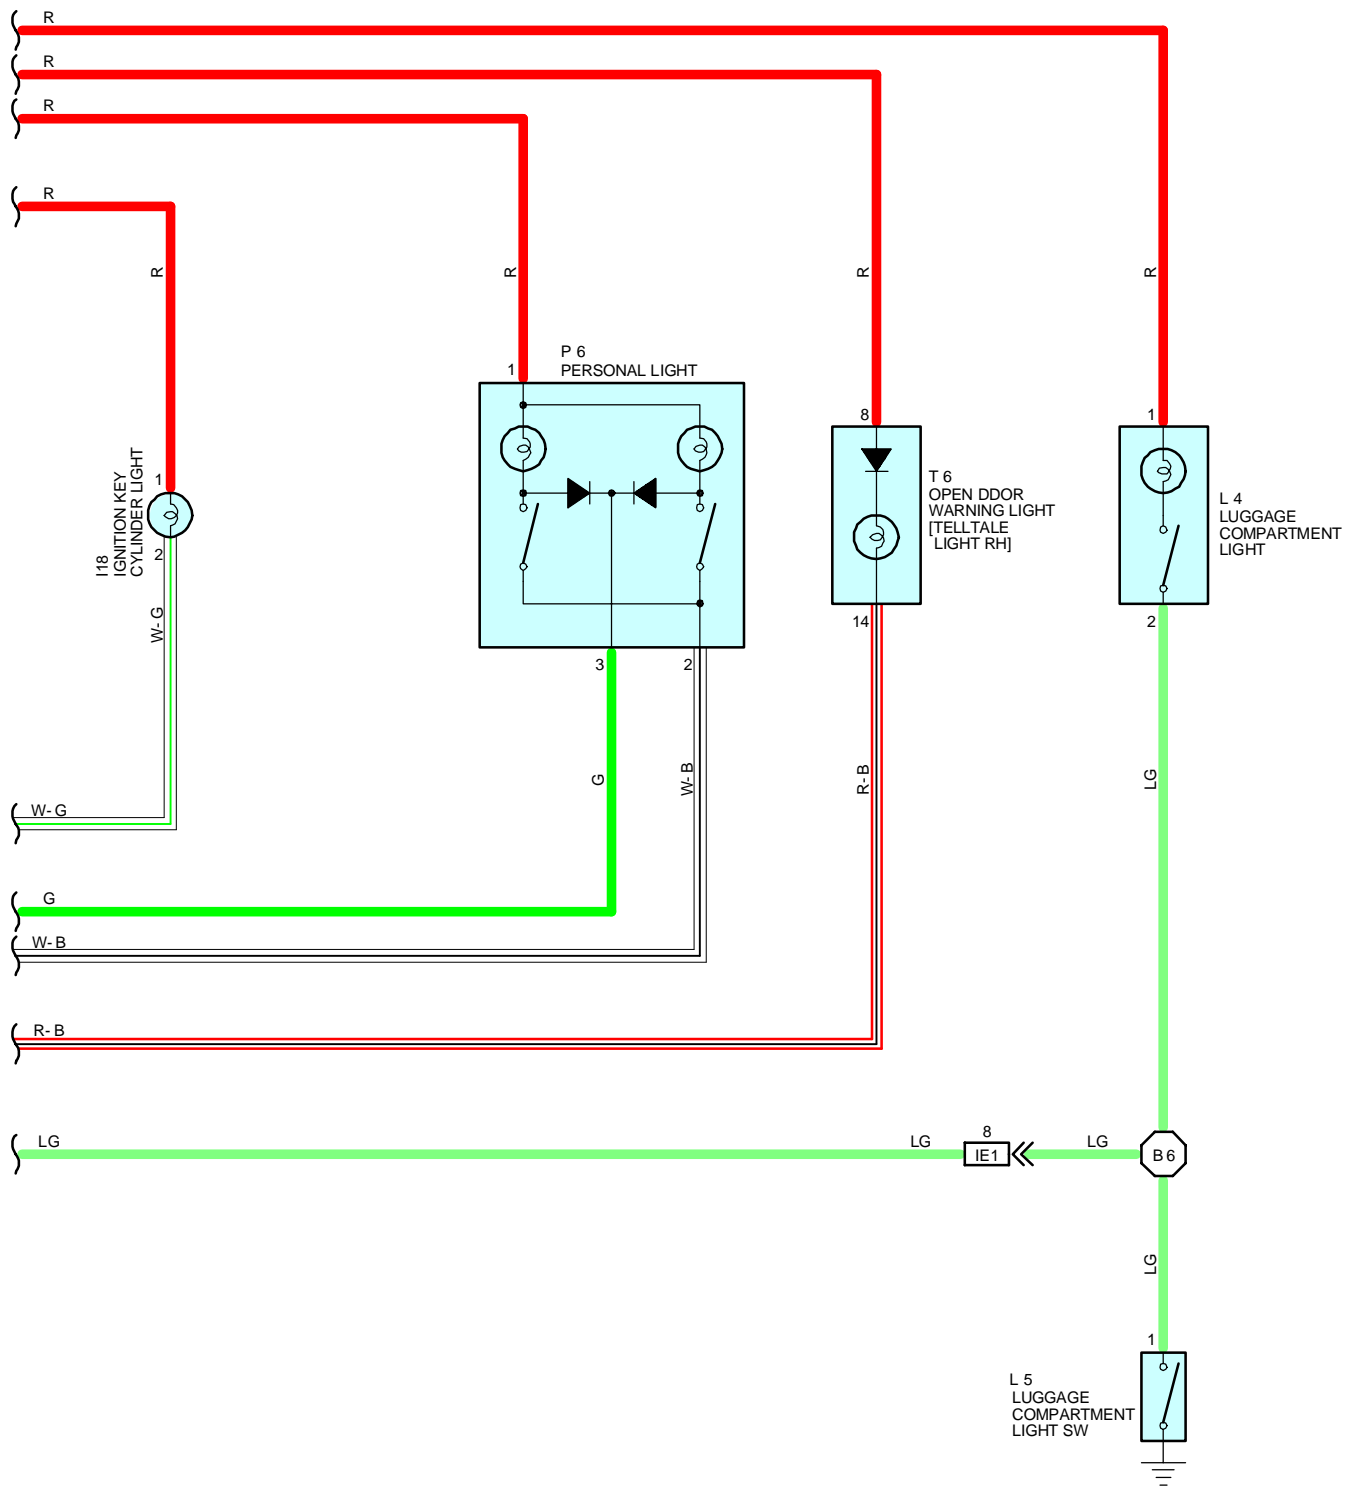 R
R
R
R
R
R
R
R
P 6
PERSONAL LIGHT
1
8
1
I18
IGNITION KEY
CYLINDER LIGHT
1
2
T 6
OPEN DDOR
WARNING LIGHT
[TELLTALE
LIGHT RH]
L 4
LUGGAGE
COMPARTMENT
LIGHT
W-G
3
2
14
2
G
W-B
R-B
LG
W-G
G
W-B
R-B
LG
LG
8
IE1
LG
B 6
LG
1
L 5
LUGGAGE
COMPARTMENT
LIGHT SW